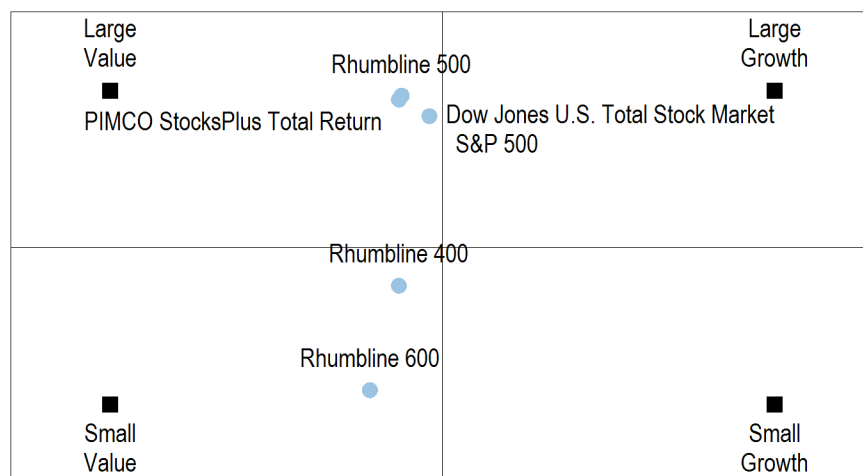 Large
Value
Large
Growth
Rhumbline 500
PIMCO StocksPlus Total Return
Dow Jones U.S. Total Stock Market
S&P 500
Rhumbline 400
Rhumbline 600
Small
Value
Small
Growth